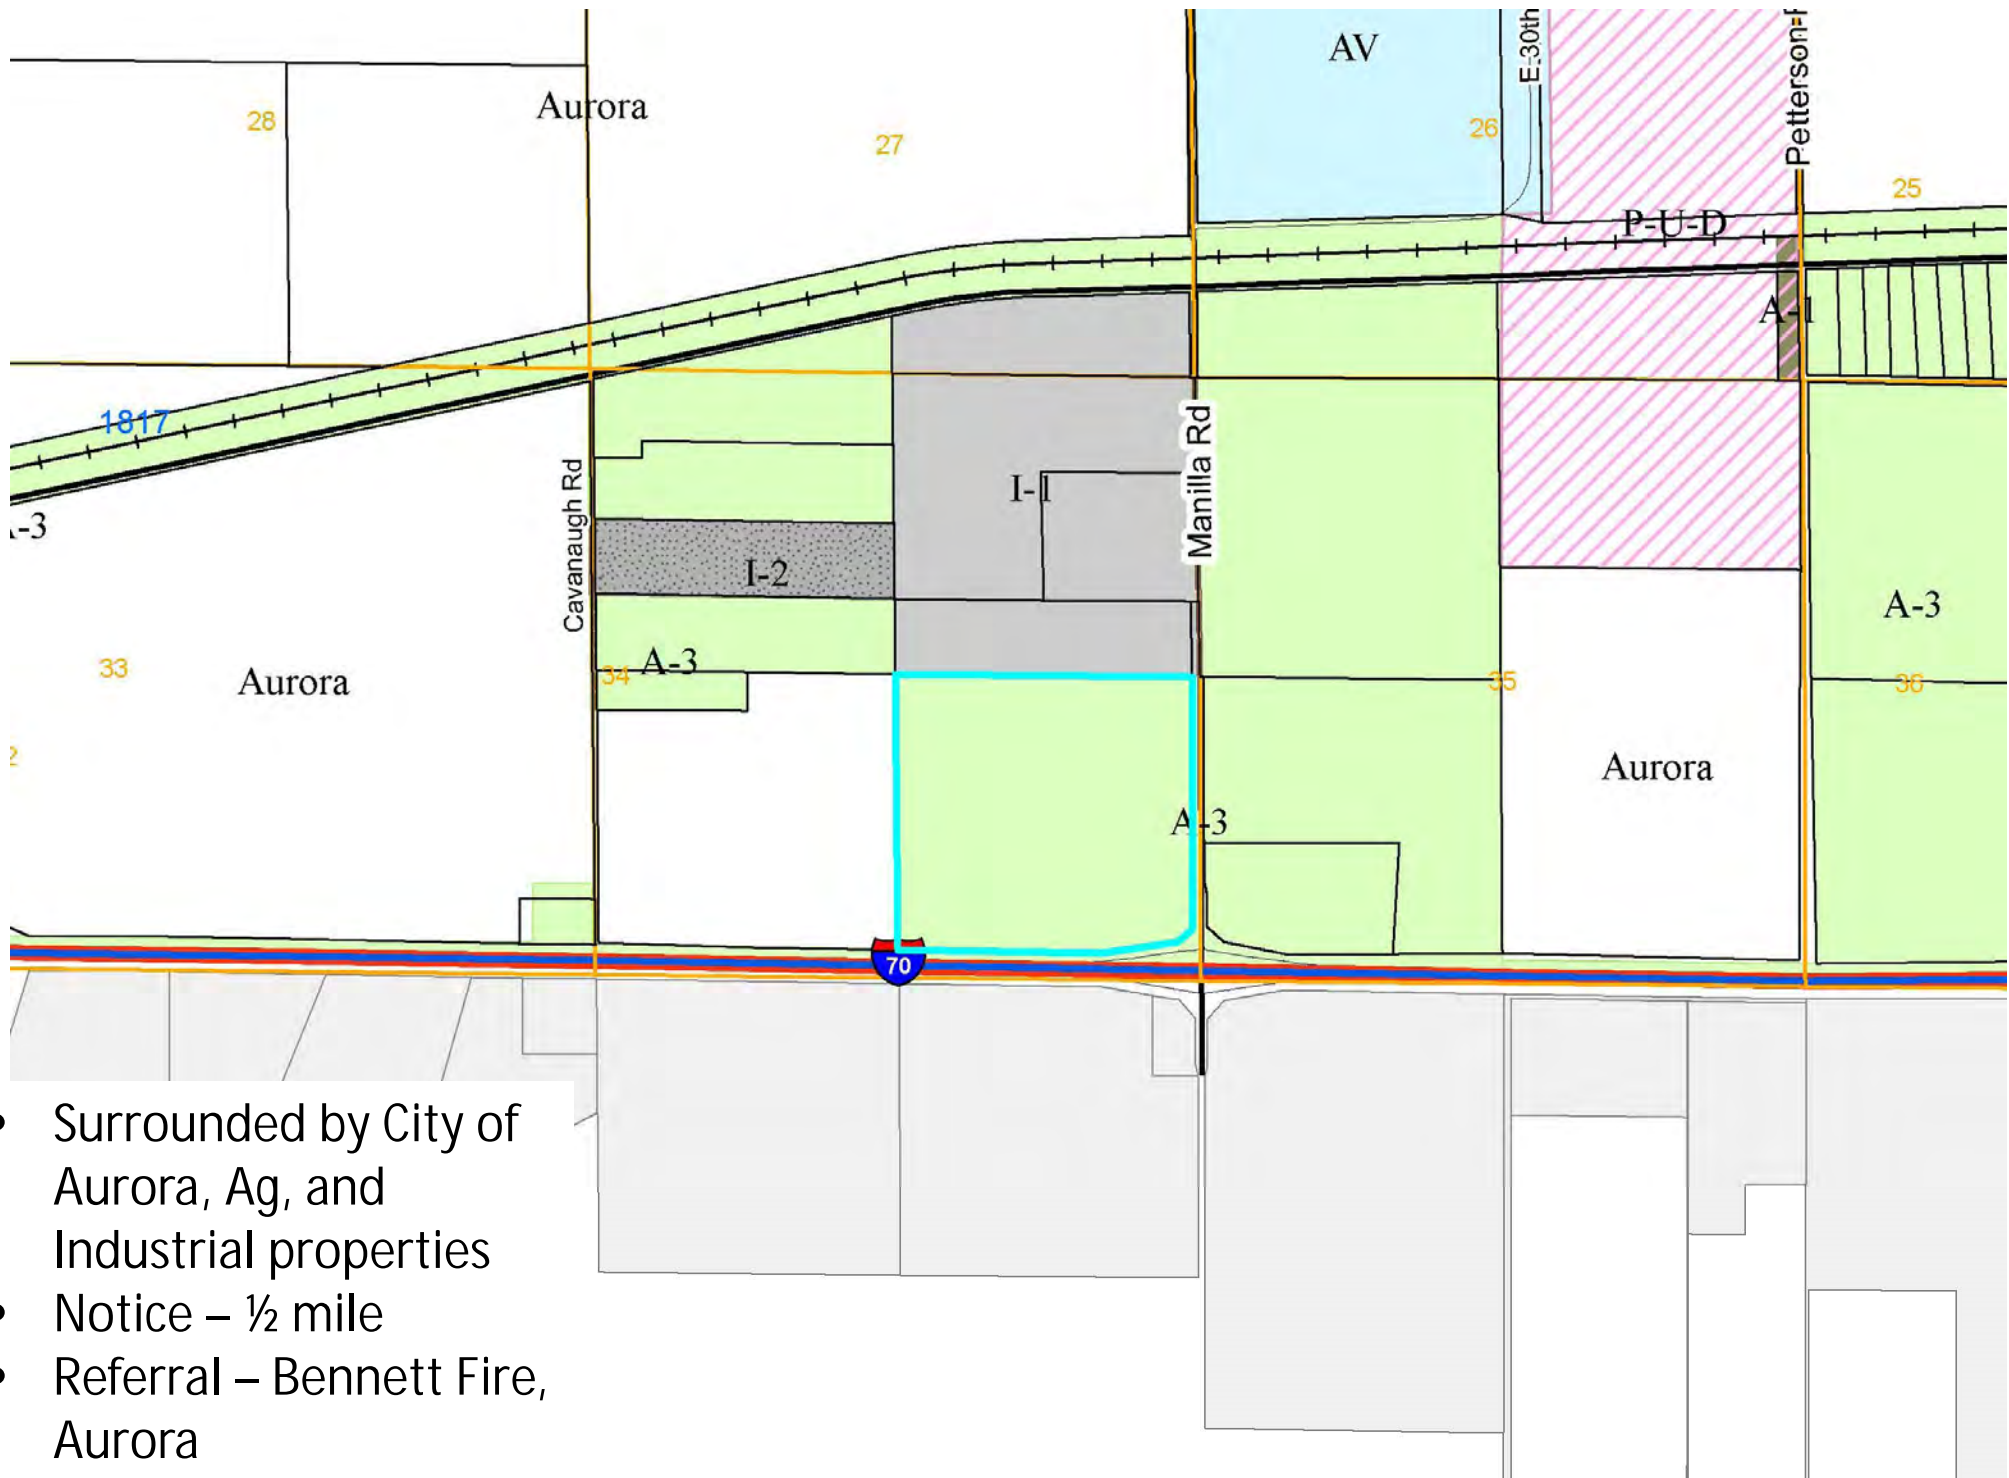 AV
E 30th
Aurora
28
27
26
25
P-U-D
A-1
1817
Manilla Rd
Cavanaugh Rd
I-1
I-2
A-3
A-3
33
Aurora
34
35
36
Aurora
A-3
70
• Surrounded by City of
Aurora, Ag, and
Industrial properties
• Notice – ½ mile
• Referral – Bennett Fire,
Aurora